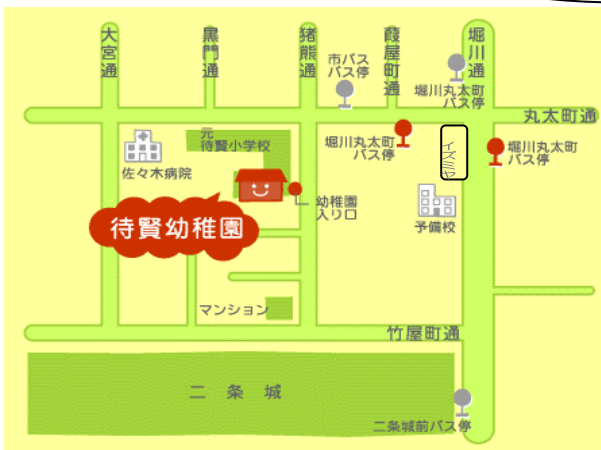 大宮通
黒門通
猪熊通
葭屋町通
堀川通
市バス
バス停
堀川丸太町
バス停
丸太町通
元
待賢小学校
佐々木病院
堀川丸太町
バス停
イズミヤ
堀川丸太町
バス停
幼稚園
入り口
予備校
待賢幼稚園
マンション
竹屋町通
二条城
二条城前バス停